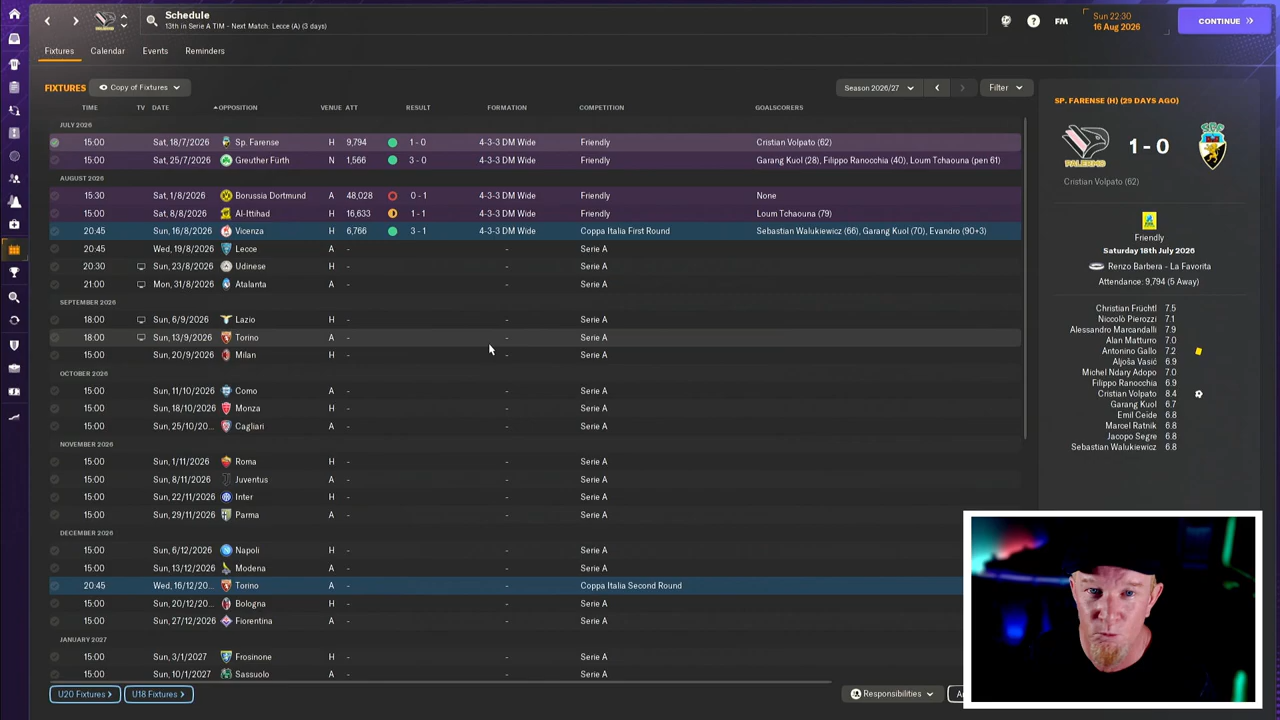 Schedule
13th in Serie A TIM - Next Match: Lecce (A) (3 days)
FM
Sun 22:30
16 Aug 2026
CONTINUE
Fixtures Calendar Events Reminders
FIXTURES Copy of Fixtures Season 2026/27 Filter
TIME TV DATE OPPOSITION VENUE ATT RESULT FORMATION COMPETITION GOALSCORERS
JULY 2026
15:00 Sat, 18/7/2026 Sp. Farense H 9,794 1 - 0 4-3-3 DM Wide Friendly Cristian Volpato (62)
15:00 Sat, 25/7/2026 Greuther Fürth N 1,566 3 - 0 4-3-3 DM Wide Friendly Garang Kuol (28), Filippo Ranocchia (40), Loum Tchaouna (pen 61)
AUGUST 2026
15:30 Sat, 1/8/2026 Borussia Dortmund A 48,028 0 - 1 4-3-3 DM Wide Friendly None
15:00 Sat, 8/8/2026 Al-Ittihad H 16,633 1 - 1 4-3-3 DM Wide Friendly Loum Tchaouna (79)
20:45 Sun, 16/8/2026 Vicenza H 6,766 3 - 1 4-3-3 DM Wide Coppa Italia First Round Sebastian Walukiewicz (66), Garang Kuol (70), Evandro (90+3)
20:45 Wed, 19/8/2026 Lecce A - - Serie A
20:30 Sun, 23/8/2026 Udinese H - - Serie A
21:00 Mon, 31/8/2026 Atalanta A - - Serie A
SEPTEMBER 2026
18:00 Sun, 6/9/2026 Lazio H - - Serie A
18:00 Sun, 13/9/2026 Torino A - - Serie A
15:00 Sun, 20/9/2026 Milan H - - Serie A
OCTOBER 2026
15:00 Sun, 11/10/2026 Como A - - Serie A
15:00 Sun, 18/10/2026 Monza H - - Serie A
15:00 Sun, 25/10/20... Cagliari A - - Serie A
NOVEMBER 2026
15:00 Sun, 1/11/2026 Roma H - - Serie A
15:00 Sun, 8/11/2026 Juventus A - - Serie A
15:00 Sun, 22/11/2026 Inter H - - Serie A
15:00 Sun, 29/11/2026 Parma A - - Serie A
DECEMBER 2026
15:00 Sun, 6/12/2026 Napoli H - - Serie A
15:00 Sun, 13/12/2026 Modena A - - Serie A
20:45 Wed, 16/12/20... Torino A - - Coppa Italia Second Round
15:00 Sun, 20/12/20... Bologna H - - Serie A
15:00 Sun, 27/12/2026 Fiorentina A - - Serie A
JANUARY 2027
15:00 Sun, 3/1/2027 Frosinone H - - Serie A
15:00 Sun, 10/1/2027 Sassuolo A - - Serie A
U20 Fixtures U18 Fixtures Responsibilities
SP. FARENSE (H) (29 DAYS AGO)
PALERMO
1 - 0
Cristian Volpato (62)
Friendly
Saturday 18th July 2026
Renzo Barbera - La Favorita
Attendance: 9,794 (5 Away)
Christian Früchtl 7.5
Niccolò Pierozzi 7.1
Alessandro Marcandalli 7.9
Alan Matturro 7.0
Antonino Gallo 7.2
Aljoša Vasić 6.9
Michel Ndary Adopo 7.0
Filippo Ranocchia 6.9
Cristian Volpato 8.4
Garang Kuol 6.7
Emil Ceide 6.8
Marcel Ratnik 6.8
Jacopo Segre 6.8
Sebastian Walukiewicz 6.8